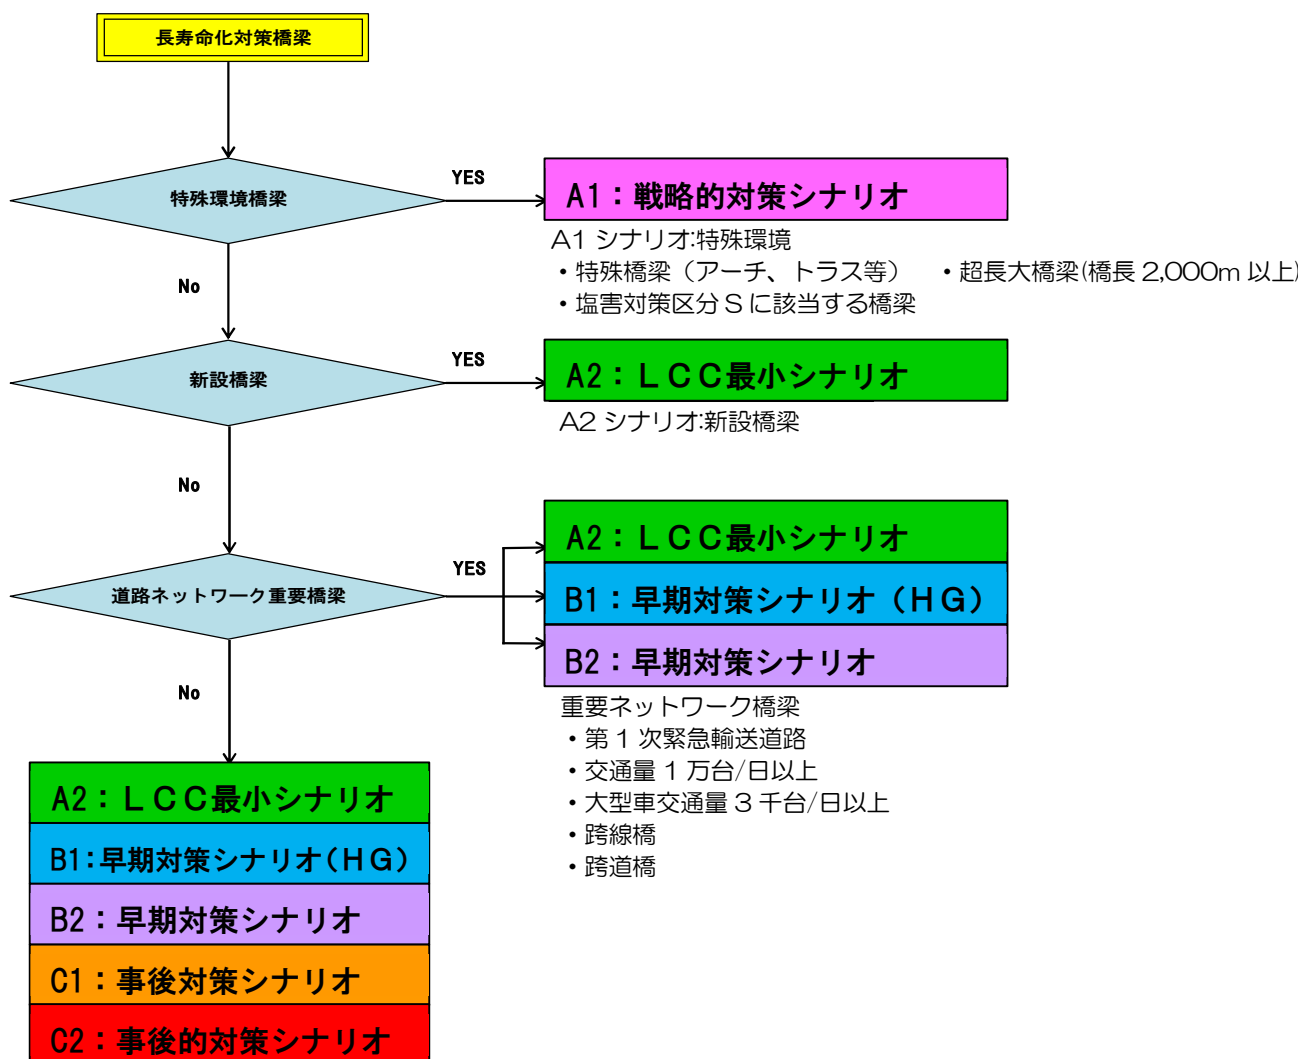 長寿命化対策橋梁
特殊環境橋梁
YES
A1：戦略的対策シナリオ
A1 シナリオ:特殊環境
・特殊橋梁（アーチ、トラス等）　・超長大橋梁(橋長 2,000m 以上)
・塩害対策区分 S に該当する橋梁
No
新設橋梁
YES
A2：ＬＣＣ最小シナリオ
A2 シナリオ:新設橋梁
No
道路ネットワーク重要橋梁
YES
A2：ＬＣＣ最小シナリオ
B1：早期対策シナリオ（ＨＧ）
B2：早期対策シナリオ
重要ネットワーク橋梁
・第 1 次緊急輸送道路
・交通量 1 万台/日以上
・大型車交通量 3 千台/日以上
・跨線橋
・跨道橋
No
A2：ＬＣＣ最小シナリオ
B1：早期対策シナリオ（ＨＧ）
B2：早期対策シナリオ
C1：事後対策シナリオ
C2：事後的対策シナリオ